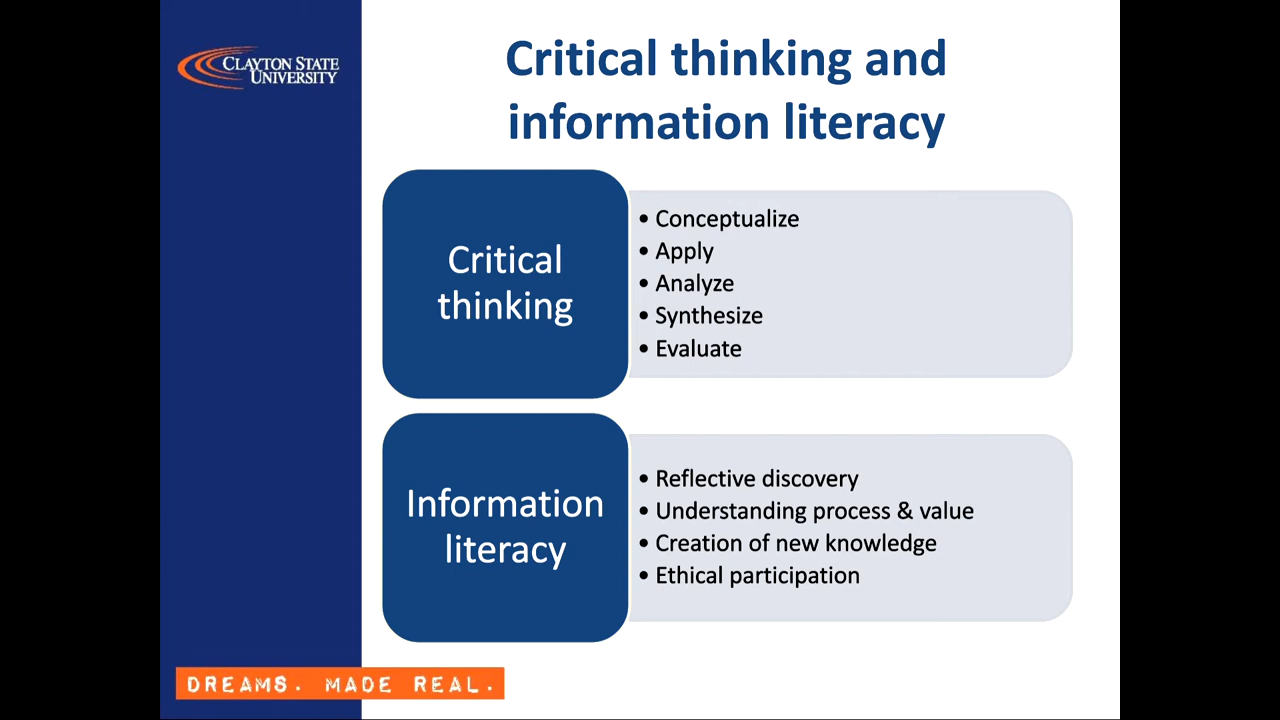 CLAYTON STATE
UNIVERSITY
Critical thinking and
information literacy
Critical
thinking
• Conceptualize
• Apply
• Analyze
• Synthesize
• Evaluate
Information
literacy
• Reflective discovery
• Understanding process & value
• Creation of new knowledge
• Ethical participation
DREAMS. MADE REAL.